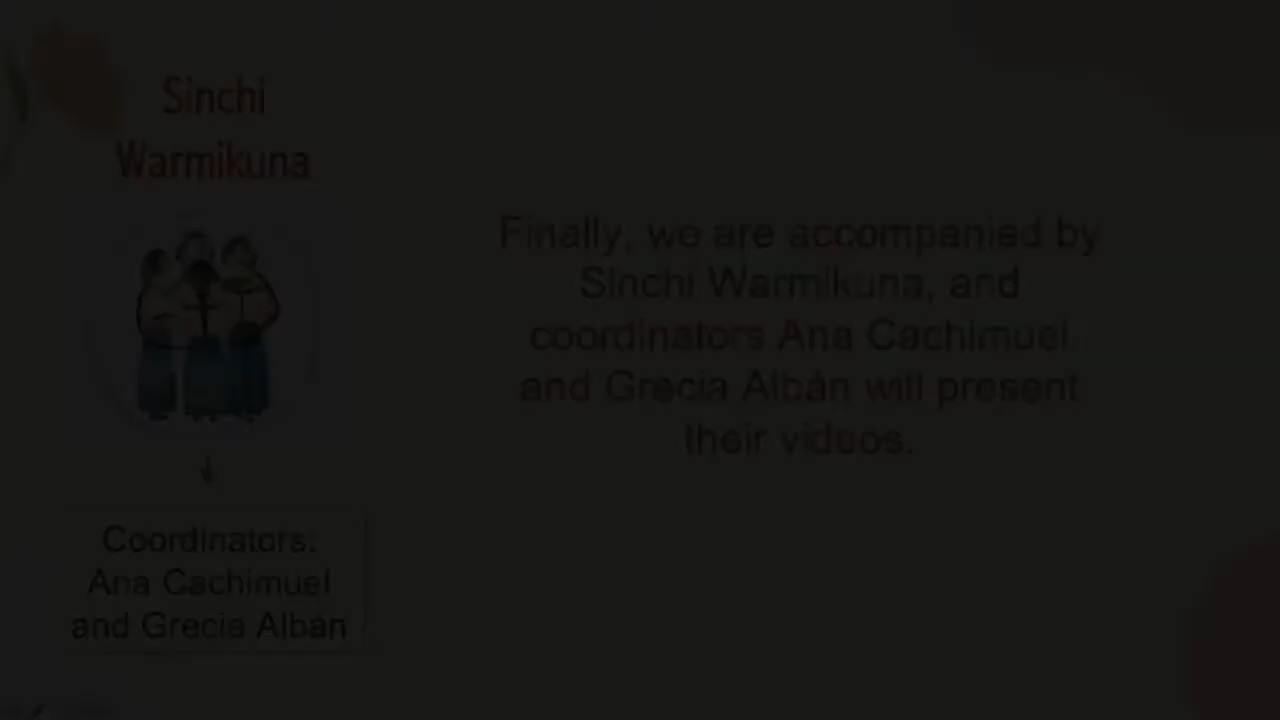 Sinchi
Warmikuna
Finally, we are accompanied by
Sinchi Warmikuna, and
coordinators Ana Cachimuel
and Grecia Albán will present
their videos.
Coordinators:
Ana Cachimuel
and Grecia Albán